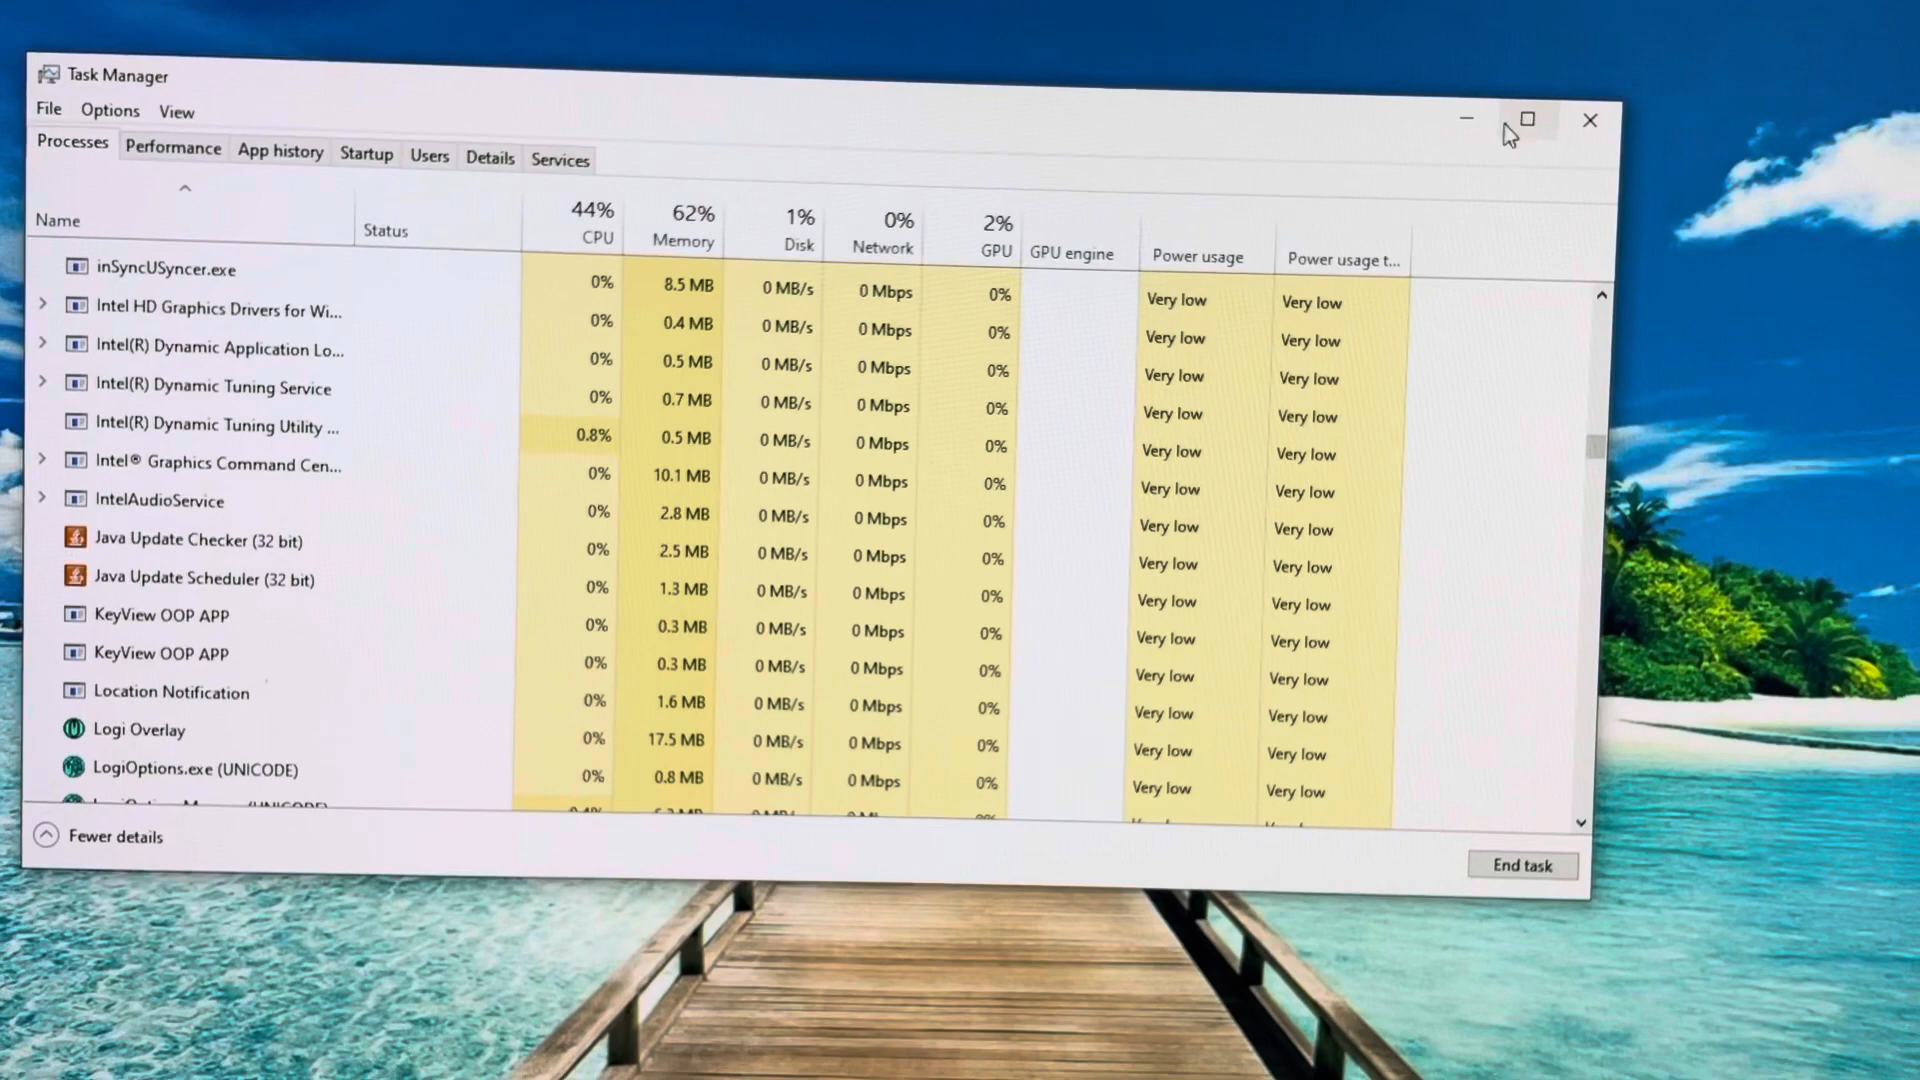 Task Manager
File Options View
Processes Performance App history Startup Users Details Services
44% 62% 1% 0% 2%
Name Status CPU Memory Disk Network GPU GPU engine Power usage Power usage t...
inSyncUSyncer.exe 0% 8.5 MB 0 MB/s 0 Mbps 0% Very low Very low
Intel HD Graphics Drivers for Wi... 0% 0.4 MB 0 MB/s 0 Mbps 0% Very low Very low
Intel(R) Dynamic Application Lo... 0% 0.5 MB 0 MB/s 0 Mbps 0% Very low Very low
Intel(R) Dynamic Tuning Service 0% 0.7 MB 0 MB/s 0 Mbps 0% Very low Very low
Intel(R) Dynamic Tuning Utility ... 0.8% 0.5 MB 0 MB/s 0 Mbps 0% Very low Very low
Intel® Graphics Command Cen... 0% 10.1 MB 0 MB/s 0 Mbps 0% Very low Very low
IntelAudioService 0% 2.8 MB 0 MB/s 0 Mbps 0% Very low Very low
Java Update Checker (32 bit) 0% 2.5 MB 0 MB/s 0 Mbps 0% Very low Very low
Java Update Scheduler (32 bit) 0% 1.3 MB 0 MB/s 0 Mbps 0% Very low Very low
KeyView OOP APP 0% 0.3 MB 0 MB/s 0 Mbps 0% Very low Very low
KeyView OOP APP 0% 0.3 MB 0 MB/s 0 Mbps 0% Very low Very low
Location Notification 0% 1.6 MB 0 MB/s 0 Mbps 0% Very low Very low
Logi Overlay 0% 17.5 MB 0 MB/s 0 Mbps 0% Very low Very low
LogiOptions.exe (UNICODE) 0% 0.8 MB 0 MB/s 0 Mbps 0% Very low Very low
Fewer details
End task